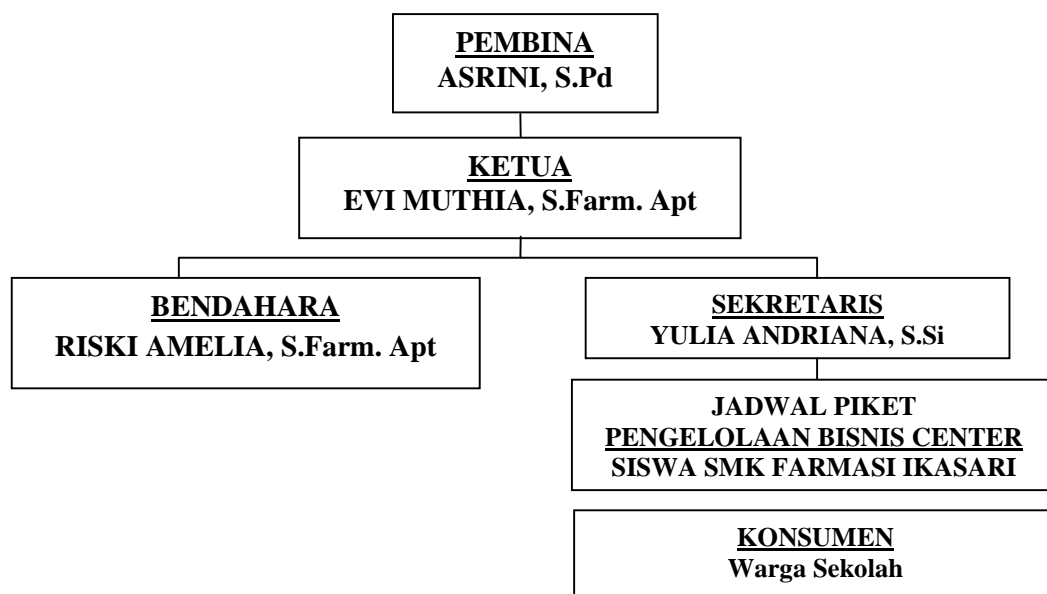 PEMBINA
ASRINI, S.Pd
KETUA
EVI MUTHIA, S.Farm. Apt
BENDAHARA
RISKI AMELIA, S.Farm. Apt
SEKRETARIS
YULIA ANDRIANA, S.Si
JADWAL PIKET
PENGELOLAAN BISNIS CENTER
SISWA SMK FARMASI IKASARI
KONSUMEN
Warga Sekolah